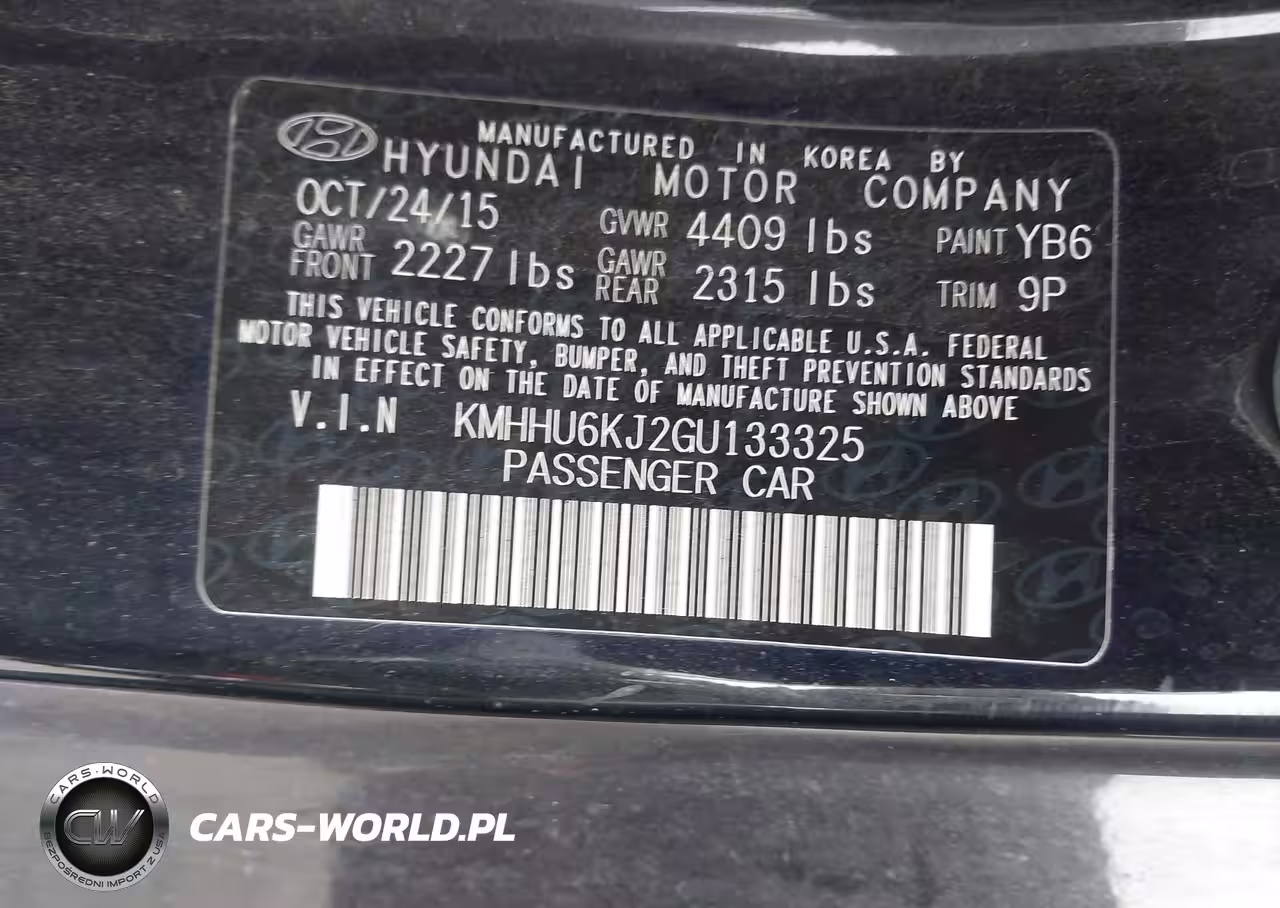 MANUFACTURED IN KOREA BY
HYUNDAI MOTOR COMPANY
OCT/24/15 GVWR 4409 lbs PAINT YB6
GAWR FRONT 2227 lbs GAWR REAR 2315 lbs TRIM 9P
THIS VEHICLE CONFORMS TO ALL APPLICABLE U.S.A. FEDERAL
MOTOR VEHICLE SAFETY, BUMPER, AND THEFT PREVENTION STANDARDS
IN EFFECT ON THE DATE OF MANUFACTURE SHOWN ABOVE
V.I.N KMHHU6KJ2GU133325
PASSENGER CAR
CARS-WORLD
CW
BEZPOŚREDNI IMPORT Z USA
CARS-WORLD.PL